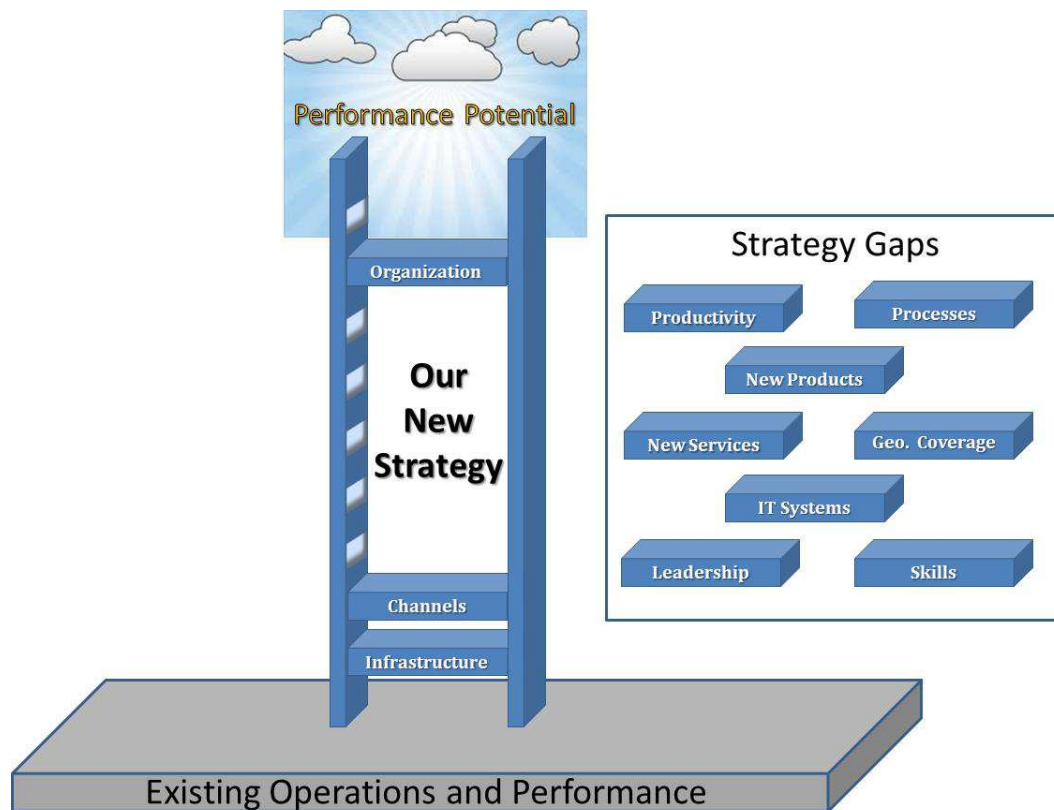 Performance Potential
Organization
Our
New
Strategy
Channels
Infrastructure
Existing Operations and Performance
Strategy Gaps
Productivity
Processes
New Products
New Services
Geo. Coverage
IT Systems
Leadership
Skills